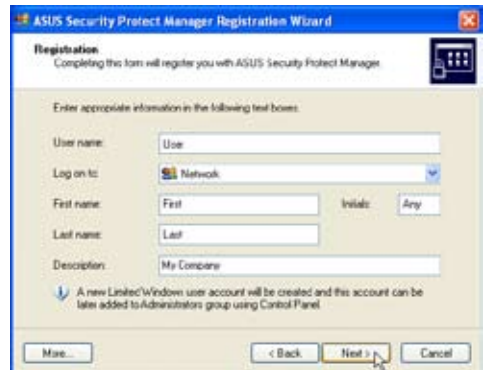 ASUS Security Protect Manager Registration Wizard
Registration
Completing this form will register you with ASUS Security Protect Manager.
Enter appropriate information in the following text boxes.
User name: User
Log on to: Network
First name: First Initials: Any
Last name: Last
Description: My Company
A new Limited Windows user account will be created and this account can be
later added to Administrators group using Control Panel.
More... < Back Next > Cancel